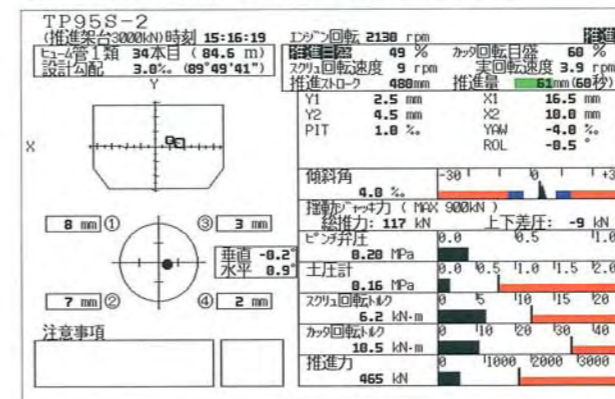 TP95S-2
(推進架台3000kN)時刻 15:16:19
ヒューム管1類 34本目 ( 84.6 m)
設計勾配 3.0‰ (89°49'41")
エンジン回転 2130 rpm
推進目盛 49 %
カッタ回転目盛 60 %
スクリュ回転速度 9 rpm
実回転速度 3.9 rpm
推進ストローク 480mm
推進量 61mm(60秒)
Y
X
Y1 2.5 mm X1 16.5 mm
Y2 4.5 mm X2 10.0 mm
PIT 1.0 ‰ YAW -4.0 ‰
ROL -0.5 °
傾斜角 -30 0 +3
4.0 ‰
揺動ジャッキ力 ( MAX 900kN )
総推力: 117 kN 上下差圧: -9 kN
8 mm ① ③ 3 mm
垂直 -0.2°
水平 0.9°
7 mm ② ④ 2 mm
ピンチ弁圧 0.0 0.5 1.0
0.20 MPa
土圧計 0.0 0.5 1.0 1.5 2.0
0.16 MPa
スクリュ回転トルク 0 5 10 15 20
6.2 kN·m
カッタ回転トルク 0 10 20 30 40
10.5 kN·m
推進力 0 1000 2000 3000
465 kN
注意事項